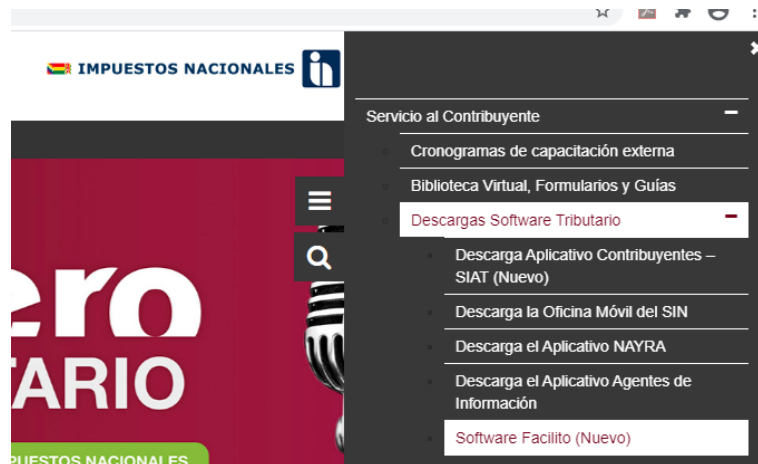 IMPUESTOS NACIONALES
Servicio al Contribuyente
Cronogramas de capacitación externa
Biblioteca Virtual, Formularios y Guías
Descargas Software Tributario
Descarga Aplicativo Contribuyentes –
SIAT (Nuevo)
Descarga la Oficina Móvil del SIN
Descarga el Aplicativo NAYRA
Descarga el Aplicativo Agentes de
Información
Software Facilito (Nuevo)
ero
TARIO
PUESTOS NACIONALES